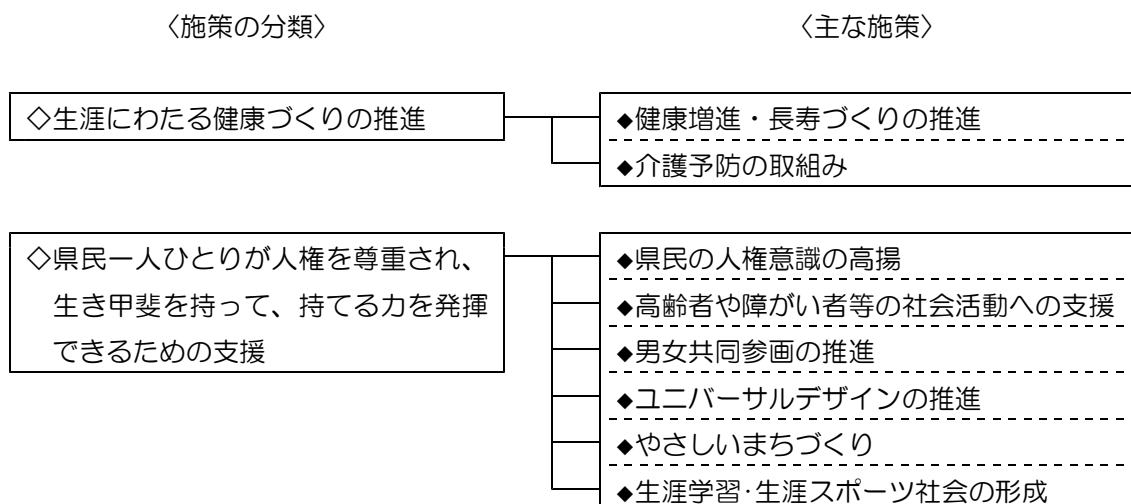 〈施策の分類〉
〈主な施策〉
◇生涯にわたる健康づくりの推進
◆健康増進・長寿づくりの推進
◆介護予防の取組み
◇県民一人ひとりが人権を尊重され、
生き甲斐を持って、持てる力を発揮
できるための支援
◆県民の人権意識の高揚
◆高齢者や障がい者等の社会活動への支援
◆男女共同参画の推進
◆ユニバーサルデザインの推進
◆やさしいまちづくり
◆生涯学習･生涯スポーツ社会の形成